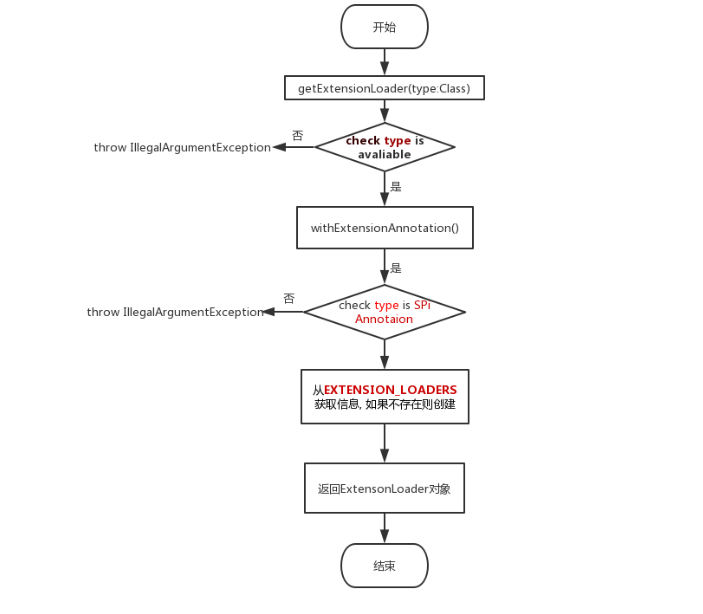 开始
getExtensionLoader(type:Class)
否
check type is
avaliable
throw IllegalArgumentException
是
withExtensionAnnotation()
是
否
check type is SPi
Annotaion
throw IllegalArgumentException
从EXTENSION_LOADERS
获取信息, 如果不存在则创建
返回ExtensonLoader对象
结束